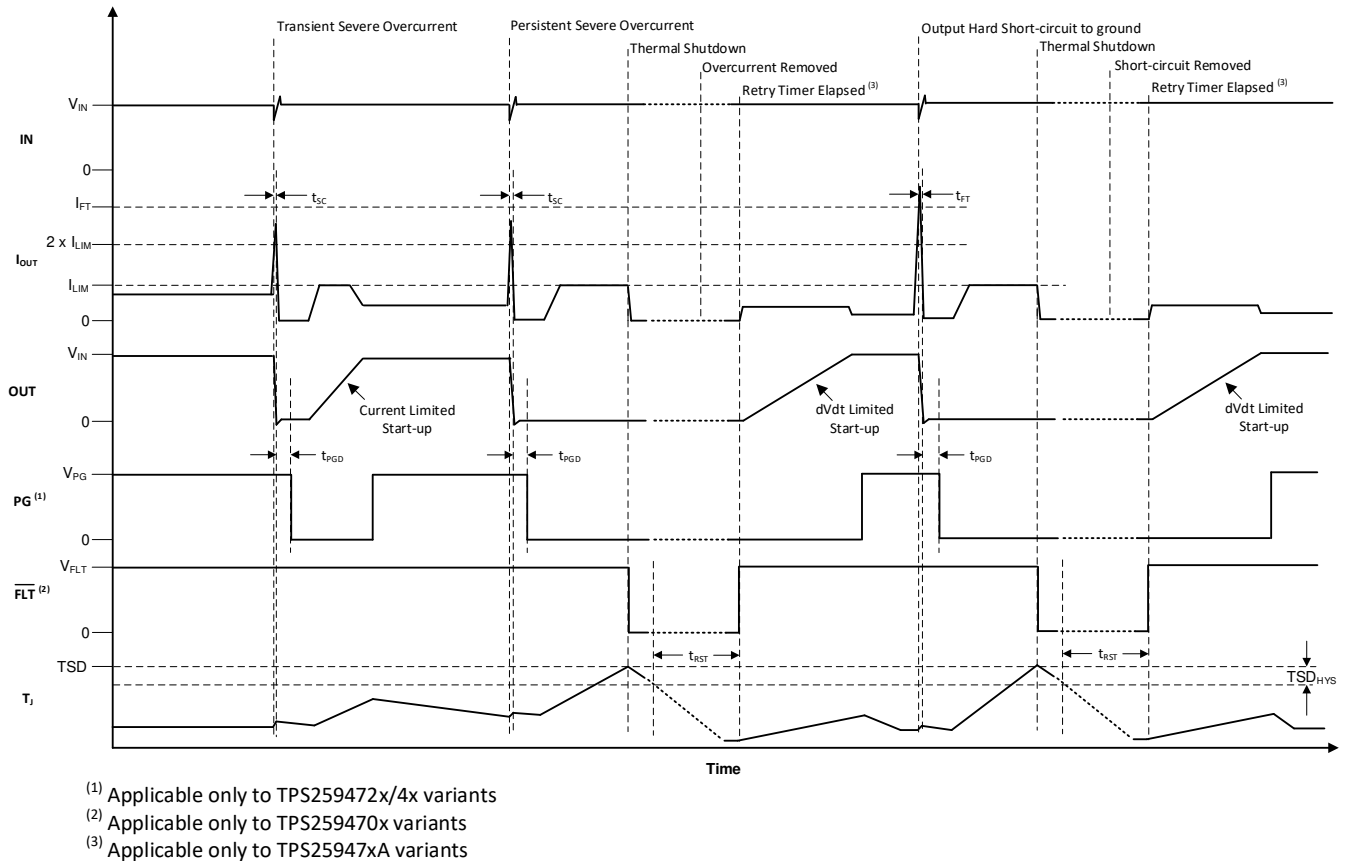 Transient Severe Overcurrent
Persistent Severe Overcurrent
Output Hard Short-circuit to ground
Thermal Shutdown
Thermal Shutdown
Overcurrent Removed
Short-circuit Removed
Retry Timer Elapsed (3)
Retry Timer Elapsed (3)
VIN
IN
0
IFT
tSC
tSC
tFT
2 x ILIM
IOUT
ILIM
0
VIN
OUT
Current Limited
Start-up
dVdt Limited
Start-up
dVdt Limited
Start-up
0
tPGD
tPGD
tPGD
VPG
PG (1)
0
VFLT
FLT (2)
0
TSD
tRST
tRST
TSDHYS
TJ
Time
(1) Applicable only to TPS259472x/4x variants
(2) Applicable only to TPS259470x variants
(3) Applicable only to TPS25947xA variants